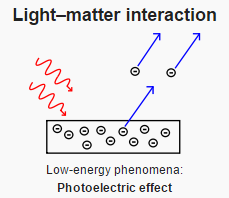 Light–matter interaction
Low-energy phenomena:
Photoelectric effect